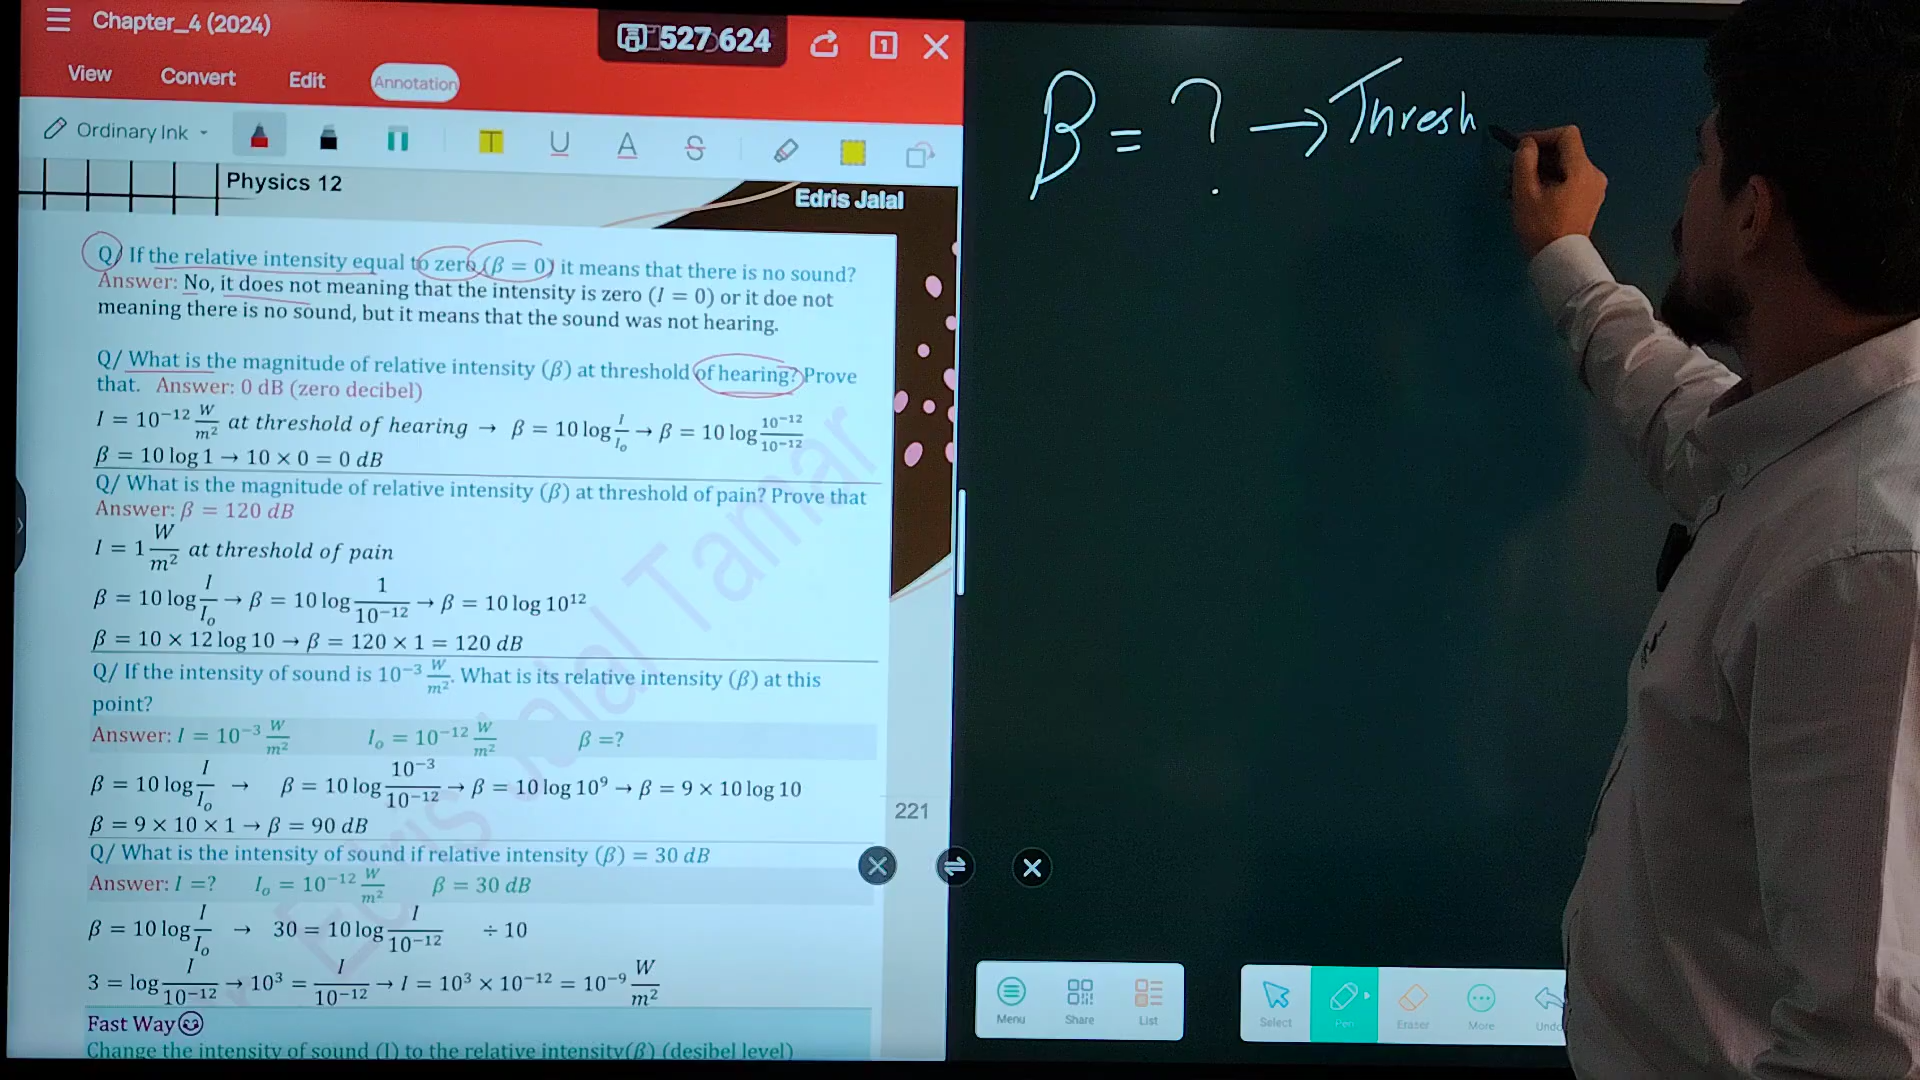 Chapter_4 (2024)
527 624
1
View Convert Edit Annotation
Ordinary Ink
T U A S
Physics 12
Edris Jalal
Q/ If the relative intensity equal to zero (β = 0) it means that there is no sound?
Answer: No, it does not meaning that the intensity is zero (I = 0) or it doe not
meaning there is no sound, but it means that the sound was not hearing.
Q/ What is the magnitude of relative intensity (β) at threshold of hearing? Prove
that. Answer: 0 dB (zero decibel)
I = 10⁻¹² W/m² at threshold of hearing → β = 10 log I/Iₒ → β = 10 log 10⁻¹²/10⁻¹²
β = 10 log 1 → 10 × 0 = 0 dB
Q/ What is the magnitude of relative intensity (β) at threshold of pain? Prove that
Answer: β = 120 dB
I = 1 W/m² at threshold of pain
β = 10 log I/Iₒ → β = 10 log 1/10⁻¹² → β = 10 log 10¹²
β = 10 × 12 log 10 → β = 120 × 1 = 120 dB
Q/ If the intensity of sound is 10⁻³ W/m². What is its relative intensity (β) at this
point?
Answer: I = 10⁻³ W/m² Iₒ = 10⁻¹² W/m² β =?
β = 10 log I/Iₒ → β = 10 log 10⁻³/10⁻¹² → β = 10 log 10⁹ → β = 9 × 10 log 10
β = 9 × 10 × 1 → β = 90 dB
221
Q/ What is the intensity of sound if relative intensity (β) = 30 dB
Answer: I =? Iₒ = 10⁻¹² W/m² β = 30 dB
β = 10 log I/Iₒ → 30 = 10 log I/10⁻¹² ÷ 10
3 = log I/10⁻¹² → 10³ = I/10⁻¹² → I = 10³ × 10⁻¹² = 10⁻⁹ W/m²
Fast Way
Change the intensity of sound (I) to the relative intensity(β) (desibel level)
Edris Jalal Tamar
β = ? → Thresh
Menu Share List
Select Pen Eraser More Undo